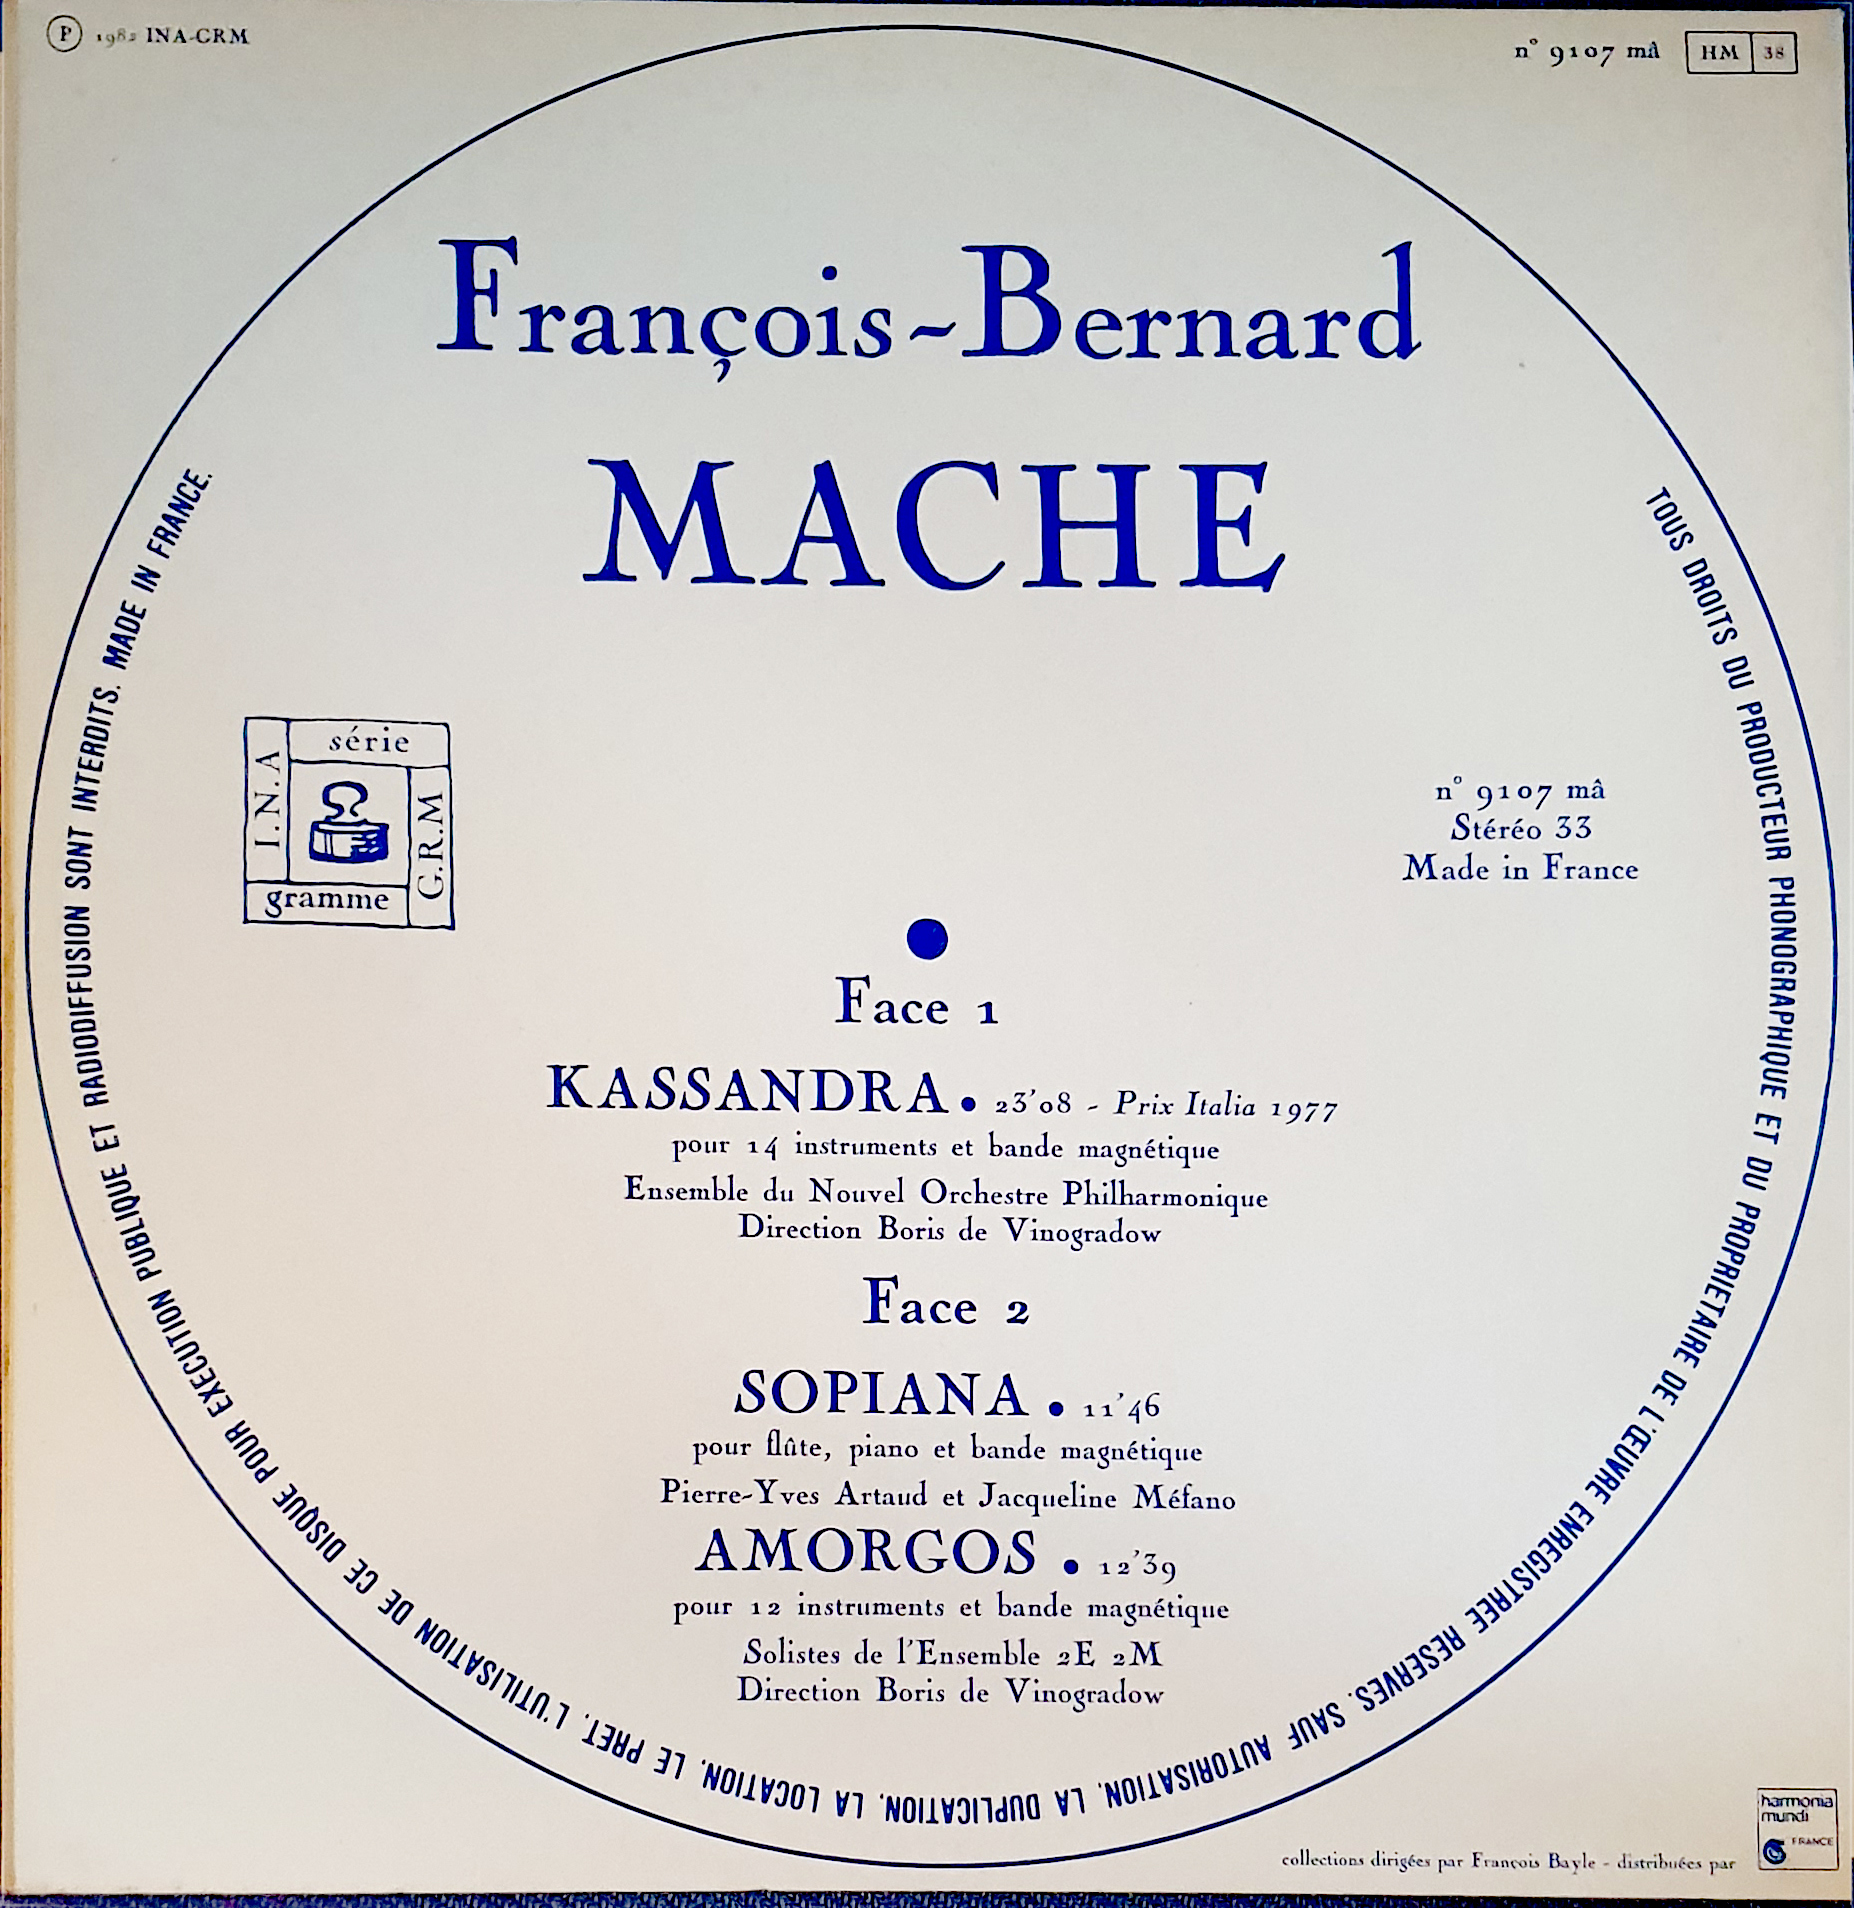 P 1982 INA-GRM
n° 9107 mâ HM 38
François-Bernard
MACHE
série
I.N.A
G.R.M
gramme
n° 9107 mâ
Stéréo 33
Made in France
Face 1
KASSANDRA • 23'08 - Prix Italia 1977
pour 14 instruments et bande magnétique
Ensemble du Nouvel Orchestre Philharmonique
Direction Boris de Vinogradow
Face 2
SOPIANA • 11'46
pour flûte, piano et bande magnétique
Pierre-Yves Artaud et Jacqueline Méfano
AMORGOS • 12'39
pour 12 instruments et bande magnétique
Solistes de l'Ensemble 2E 2M
Direction Boris de Vinogradow
TOUS DROITS DU PRODUCTEUR PHONOGRAPHIQUE ET DU PROPRIETAIRE DE L'ŒUVRE ENREGISTREE RESERVES. SAUF AUTORISATION, LA DUPLICATION, LA LOCATION, LE PRET, L'UTILISATION DE CE DISQUE POUR EXECUTION PUBLIQUE ET RADIODIFFUSION SONT INTERDITS. MADE IN FRANCE.
collections dirigées par François Bayle - distribuées par
harmonia
mundi
FRANCE